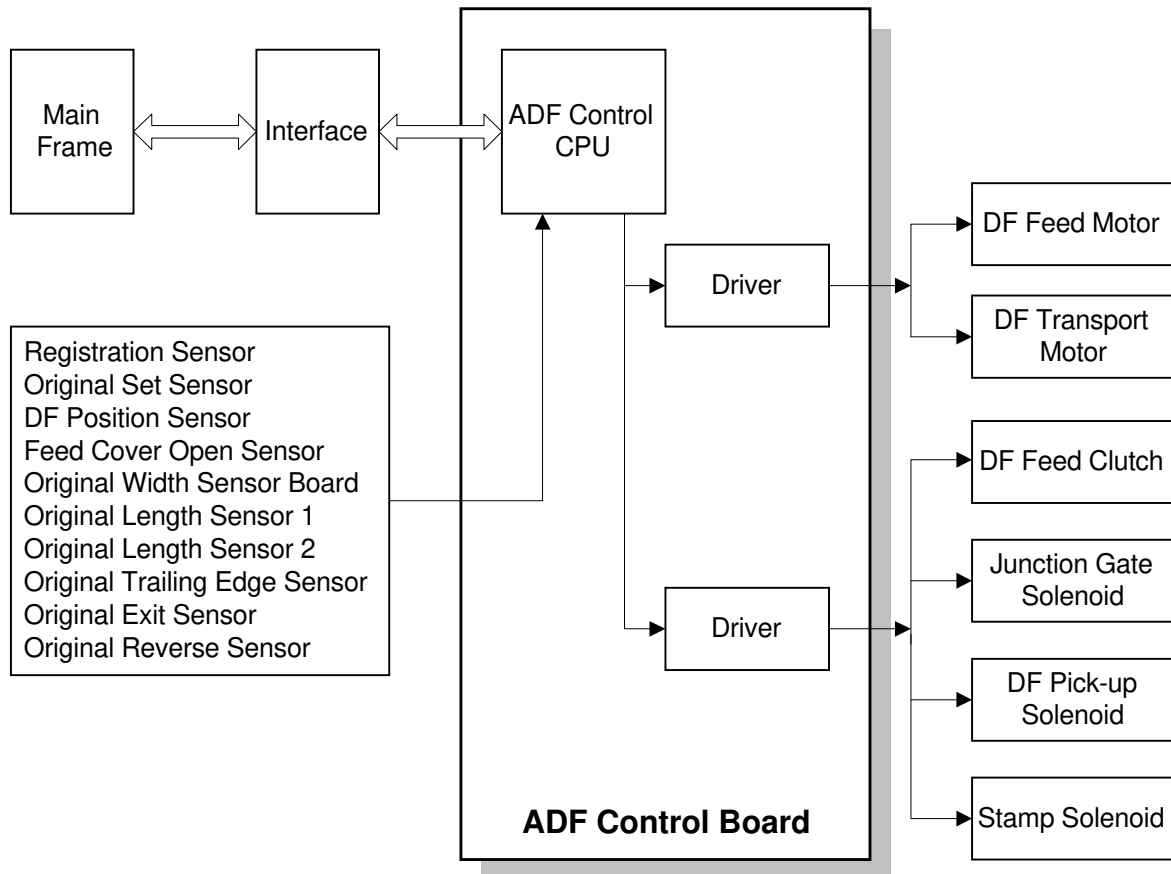 Main
Frame
Interface
ADF Control
CPU
Driver
DF Feed Motor
DF Transport
Motor
Registration Sensor
Original Set Sensor
DF Position Sensor
Feed Cover Open Sensor
Original Width Sensor Board
Original Length Sensor 1
Original Length Sensor 2
Original Trailing Edge Sensor
Original Exit Sensor
Original Reverse Sensor
Driver
DF Feed Clutch
Junction Gate
Solenoid
DF Pick-up
Solenoid
Stamp Solenoid
ADF Control Board